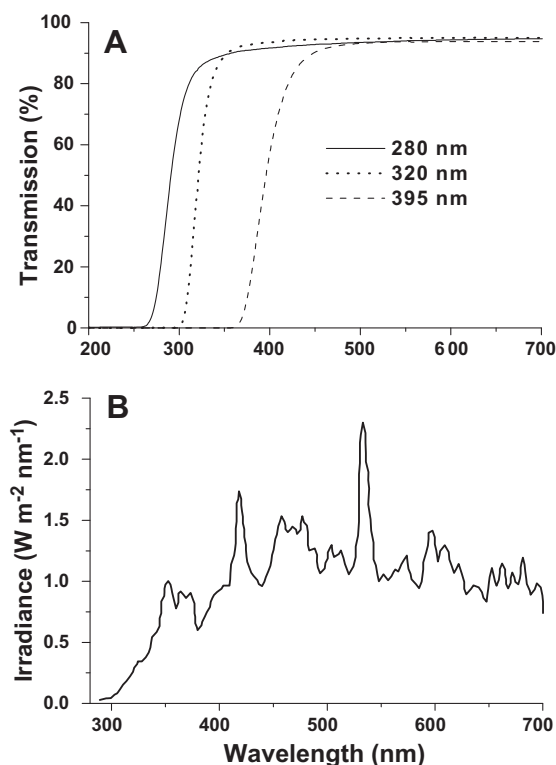 A
Transmission (%)
100
80
60
40
20
0
280 nm
320 nm
395 nm
200 300 400 500 600 700
B
Irradiance (W m⁻² nm⁻¹)
2.5
2.0
1.5
1.0
0.5
0.0
300 400 500 600 700
Wavelength (nm)